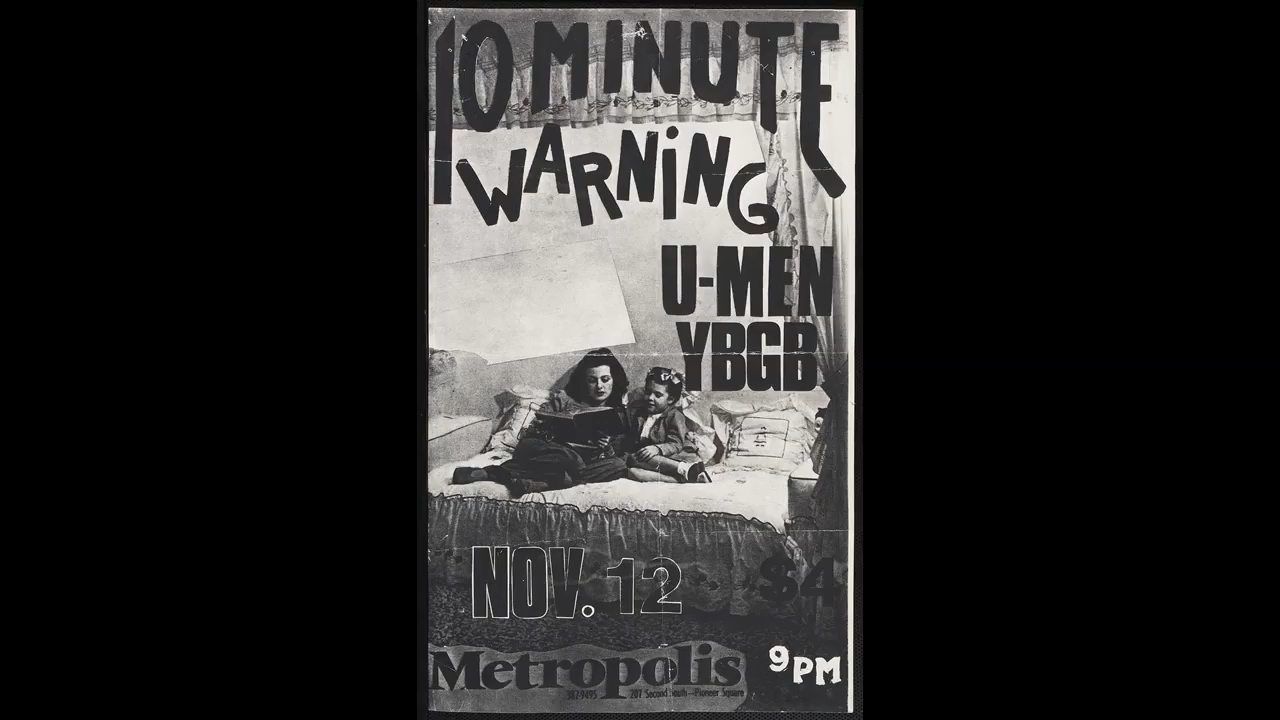 10 MINUTE
WARNiNG
U-MEN
YBGB
NOV. 12
$4
Metropolis
9PM
207 Second South—Pioneer Square